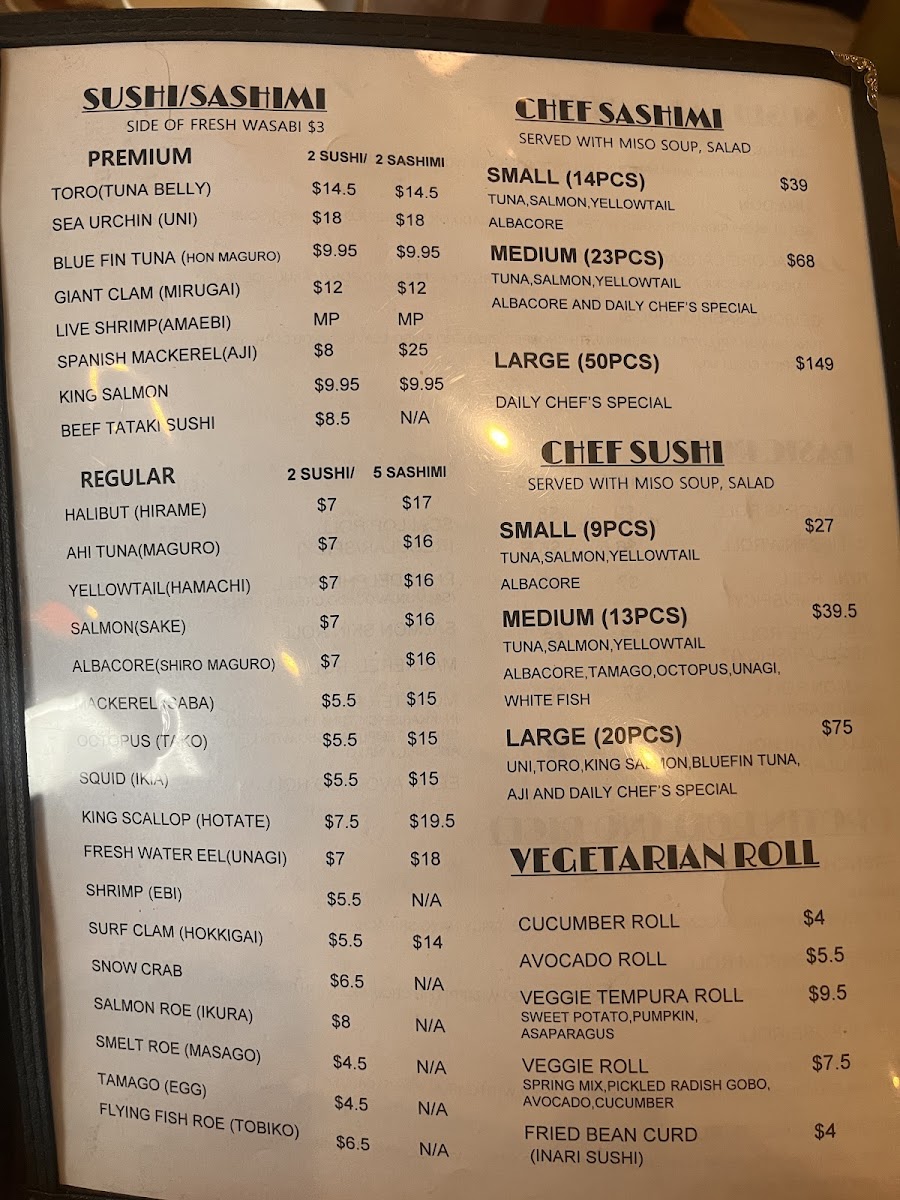 SUSHI/SASHIMI
SIDE OF FRESH WASABI $3
PREMIUM 2 SUSHI/ 2 SASHIMI
TORO(TUNA BELLY) $14.5 $14.5
SEA URCHIN (UNI) $18 $18
BLUE FIN TUNA (HON MAGURO) $9.95 $9.95
GIANT CLAM (MIRUGAI) $12 $12
LIVE SHRIMP(AMAEBI) MP MP
SPANISH MACKEREL(AJI) $8 $25
KING SALMON $9.95 $9.95
BEEF TATAKI SUSHI $8.5 N/A
REGULAR 2 SUSHI/ 5 SASHIMI
HALIBUT (HIRAME) $7 $17
AHI TUNA(MAGURO) $7 $16
YELLOWTAIL(HAMACHI) $7 $16
SALMON(SAKE) $7 $16
ALBACORE(SHIRO MAGURO) $7 $16
MACKEREL (SABA) $5.5 $15
OCTOPUS (TAKO) $5.5 $15
SQUID (IKIA) $5.5 $15
KING SCALLOP (HOTATE) $7.5 $19.5
FRESH WATER EEL(UNAGI) $7 $18
SHRIMP (EBI) $5.5 N/A
SURF CLAM (HOKKIGAI) $5.5 $14
SNOW CRAB $6.5 N/A
SALMON ROE (IKURA) $8 N/A
SMELT ROE (MASAGO) $4.5 N/A
TAMAGO (EGG) $4.5 N/A
FLYING FISH ROE (TOBIKO) $6.5 N/A
CHEF SASHIMI
SERVED WITH MISO SOUP, SALAD
SMALL (14PCS) $39
TUNA,SALMON,YELLOWTAIL
ALBACORE
MEDIUM (23PCS) $68
TUNA,SALMON,YELLOWTAIL
ALBACORE AND DAILY CHEF'S SPECIAL
LARGE (50PCS) $149
DAILY CHEF'S SPECIAL
CHEF SUSHI
SERVED WITH MISO SOUP, SALAD
SMALL (9PCS) $27
TUNA,SALMON,YELLOWTAIL
ALBACORE
MEDIUM (13PCS) $39.5
TUNA,SALMON,YELLOWTAIL
ALBACORE,TAMAGO,OCTOPUS,UNAGI,
WHITE FISH
LARGE (20PCS) $75
UNI,TORO,KING SALMON,BLUEFIN TUNA,
AJI AND DAILY CHEF'S SPECIAL
VEGETARIAN ROLL
CUCUMBER ROLL $4
AVOCADO ROLL $5.5
VEGGIE TEMPURA ROLL $9.5
SWEET POTATO,PUMPKIN,
ASAPARAGUS
VEGGIE ROLL $7.5
SPRING MIX,PICKLED RADISH GOBO,
AVOCADO,CUCUMBER
FRIED BEAN CURD $4
(INARI SUSHI)